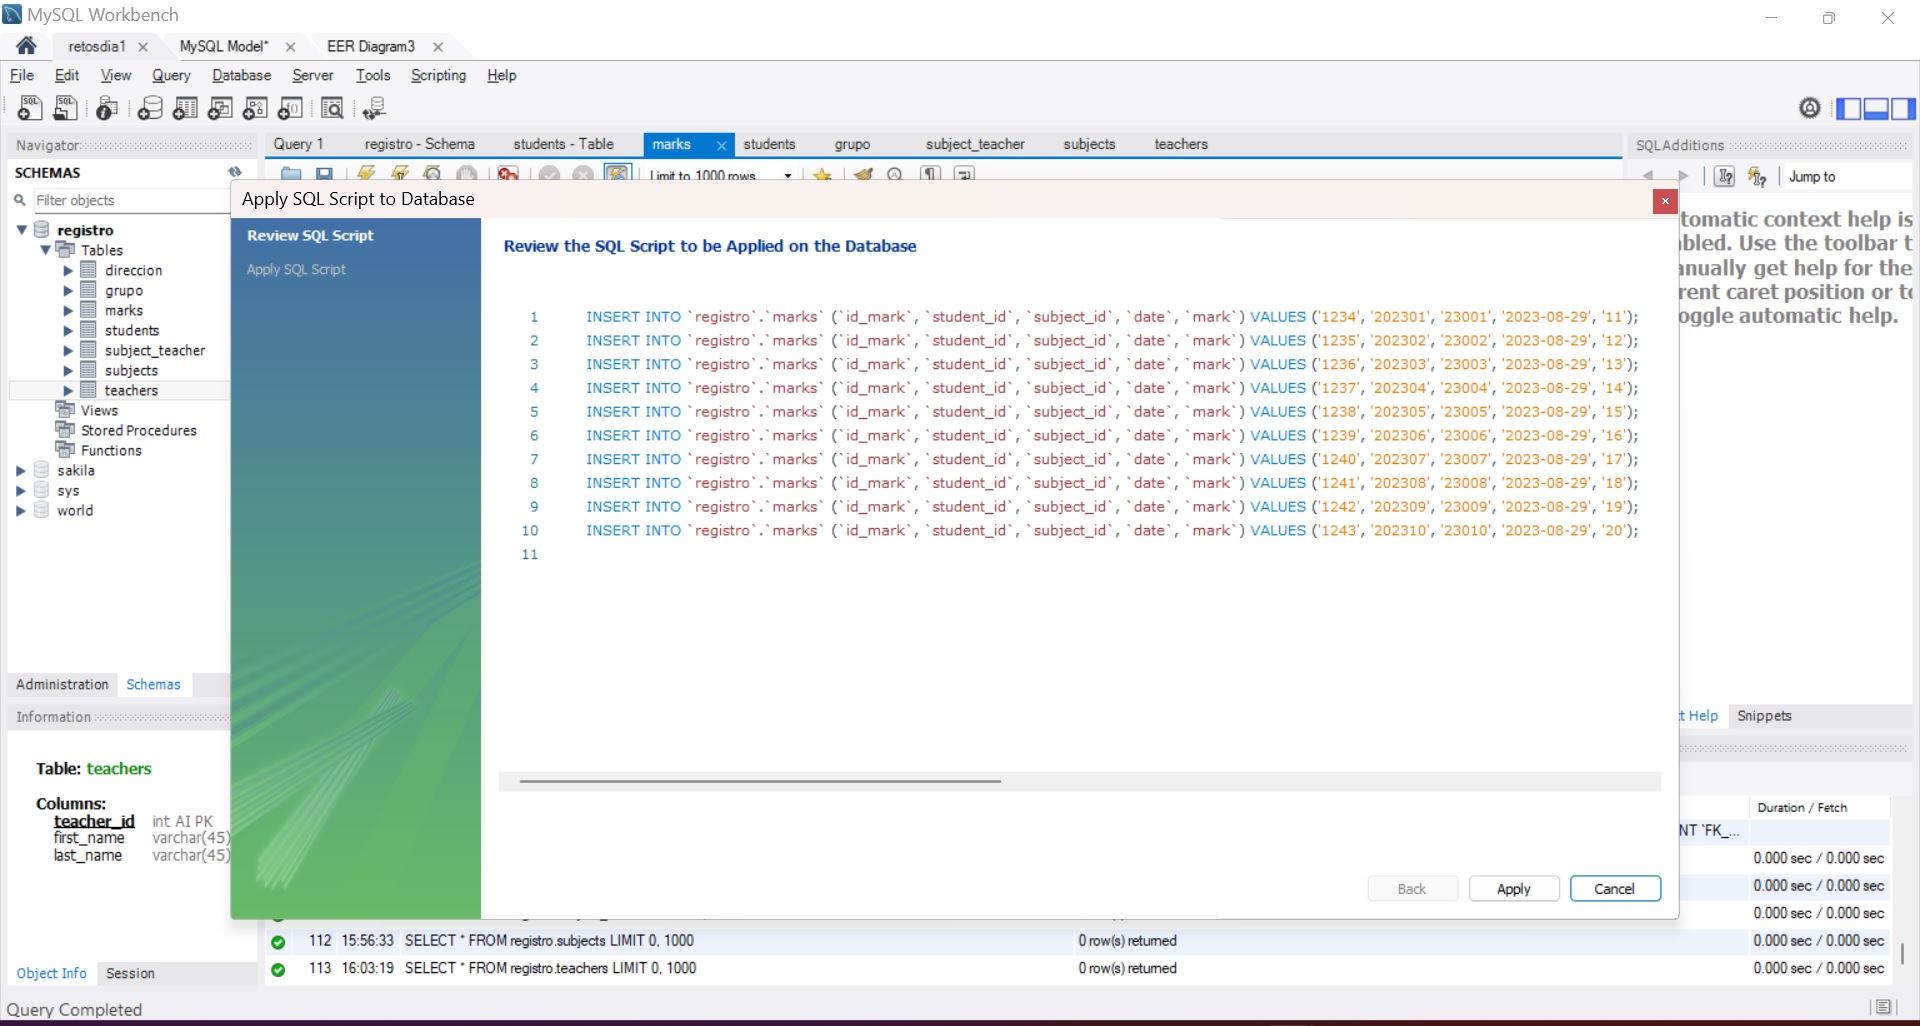 MySQL Workbench
retosdia1
MySQL Model*
EER Diagram3
File Edit View Query Database Server Tools Scripting Help
Navigator
SCHEMAS
Filter objects
registro
Tables
direccion
grupo
marks
students
subject_teacher
subjects
teachers
Views
Stored Procedures
Functions
sakila
sys
world
Administration Schemas
Information
Table: teachers
Columns:
teacher_id int AI PK
first_name varchar(45)
last_name varchar(45)
Object Info Session
Query Completed
Query 1 registro - Schema students - Table marks students grupo subject_teacher subjects teachers
Limit to 1000 rows
Apply SQL Script to Database
Review SQL Script
Apply SQL Script
Review the SQL Script to be Applied on the Database
1 INSERT INTO `registro`.`marks` (`id_mark`, `student_id`, `subject_id`, `date`, `mark`) VALUES ('1234', '202301', '23001', '2023-08-29', '11');
2 INSERT INTO `registro`.`marks` (`id_mark`, `student_id`, `subject_id`, `date`, `mark`) VALUES ('1235', '202302', '23002', '2023-08-29', '12');
3 INSERT INTO `registro`.`marks` (`id_mark`, `student_id`, `subject_id`, `date`, `mark`) VALUES ('1236', '202303', '23003', '2023-08-29', '13');
4 INSERT INTO `registro`.`marks` (`id_mark`, `student_id`, `subject_id`, `date`, `mark`) VALUES ('1237', '202304', '23004', '2023-08-29', '14');
5 INSERT INTO `registro`.`marks` (`id_mark`, `student_id`, `subject_id`, `date`, `mark`) VALUES ('1238', '202305', '23005', '2023-08-29', '15');
6 INSERT INTO `registro`.`marks` (`id_mark`, `student_id`, `subject_id`, `date`, `mark`) VALUES ('1239', '202306', '23006', '2023-08-29', '16');
7 INSERT INTO `registro`.`marks` (`id_mark`, `student_id`, `subject_id`, `date`, `mark`) VALUES ('1240', '202307', '23007', '2023-08-29', '17');
8 INSERT INTO `registro`.`marks` (`id_mark`, `student_id`, `subject_id`, `date`, `mark`) VALUES ('1241', '202308', '23008', '2023-08-29', '18');
9 INSERT INTO `registro`.`marks` (`id_mark`, `student_id`, `subject_id`, `date`, `mark`) VALUES ('1242', '202309', '23009', '2023-08-29', '19');
10 INSERT INTO `registro`.`marks` (`id_mark`, `student_id`, `subject_id`, `date`, `mark`) VALUES ('1243', '202310', '23010', '2023-08-29', '20');
11
Back Apply Cancel
SQLAdditions
Jump to
tomatic context help is
bled. Use the toolbar t
anually get help for the
rent caret position or to
oggle automatic help.
t Help Snippets
Duration / Fetch
NT `FK_...
0.000 sec / 0.000 sec
0.000 sec / 0.000 sec
0.000 sec / 0.000 sec
112 15:56:33 SELECT * FROM registro.subjects LIMIT 0, 1000 0 row(s) returned 0.000 sec / 0.000 sec
113 16:03:19 SELECT * FROM registro.teachers LIMIT 0, 1000 0 row(s) returned 0.000 sec / 0.000 sec